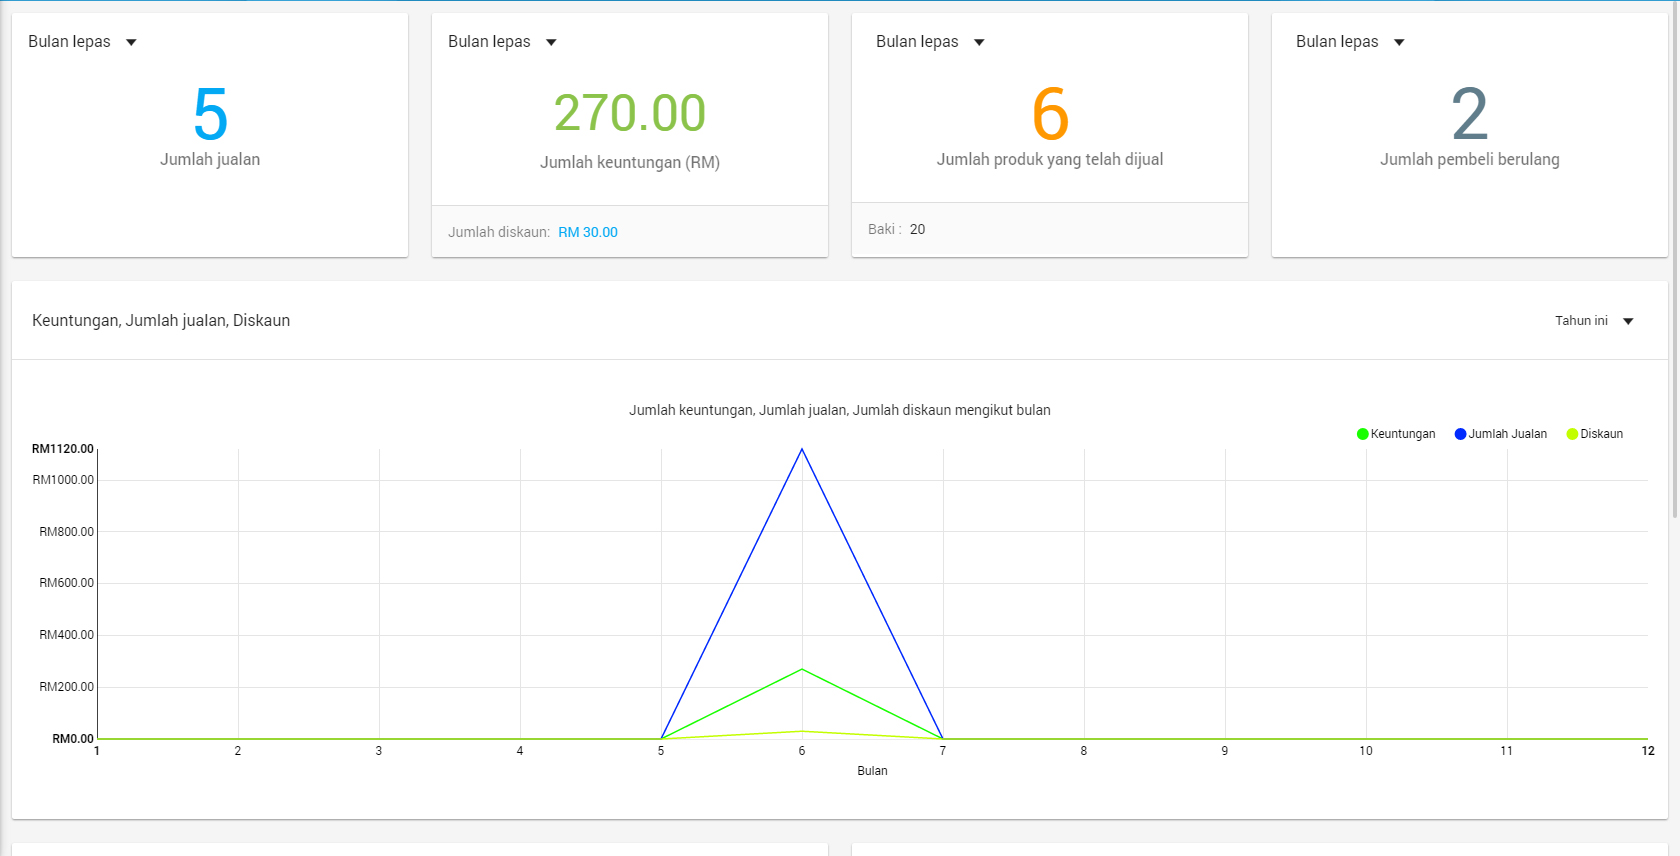 Bulan lepas
5
Jumlah jualan
Bulan lepas
270.00
Jumlah keuntungan (RM)
Jumlah diskaun: RM 30.00
Bulan lepas
6
Jumlah produk yang telah dijual
Baki : 20
Bulan lepas
2
Jumlah pembeli berulang
Keuntungan, Jumlah jualan, Diskaun
Tahun ini
Jumlah keuntungan, Jumlah jualan, Jumlah diskaun mengikut bulan
Keuntungan Jumlah Jualan Diskaun
RM1120.00
RM1000.00
RM800.00
RM600.00
RM400.00
RM200.00
RM0.00
1 2 3 4 5 6 7 8 9 10 11 12
Bulan